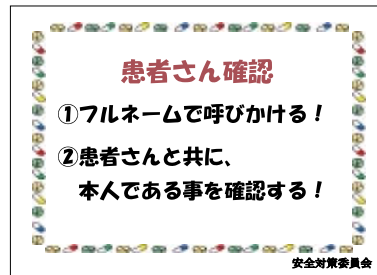 患者さん確認
①フルネームで呼びかける！
②患者さんと共に、
本人である事を確認する！
安全対策委員会